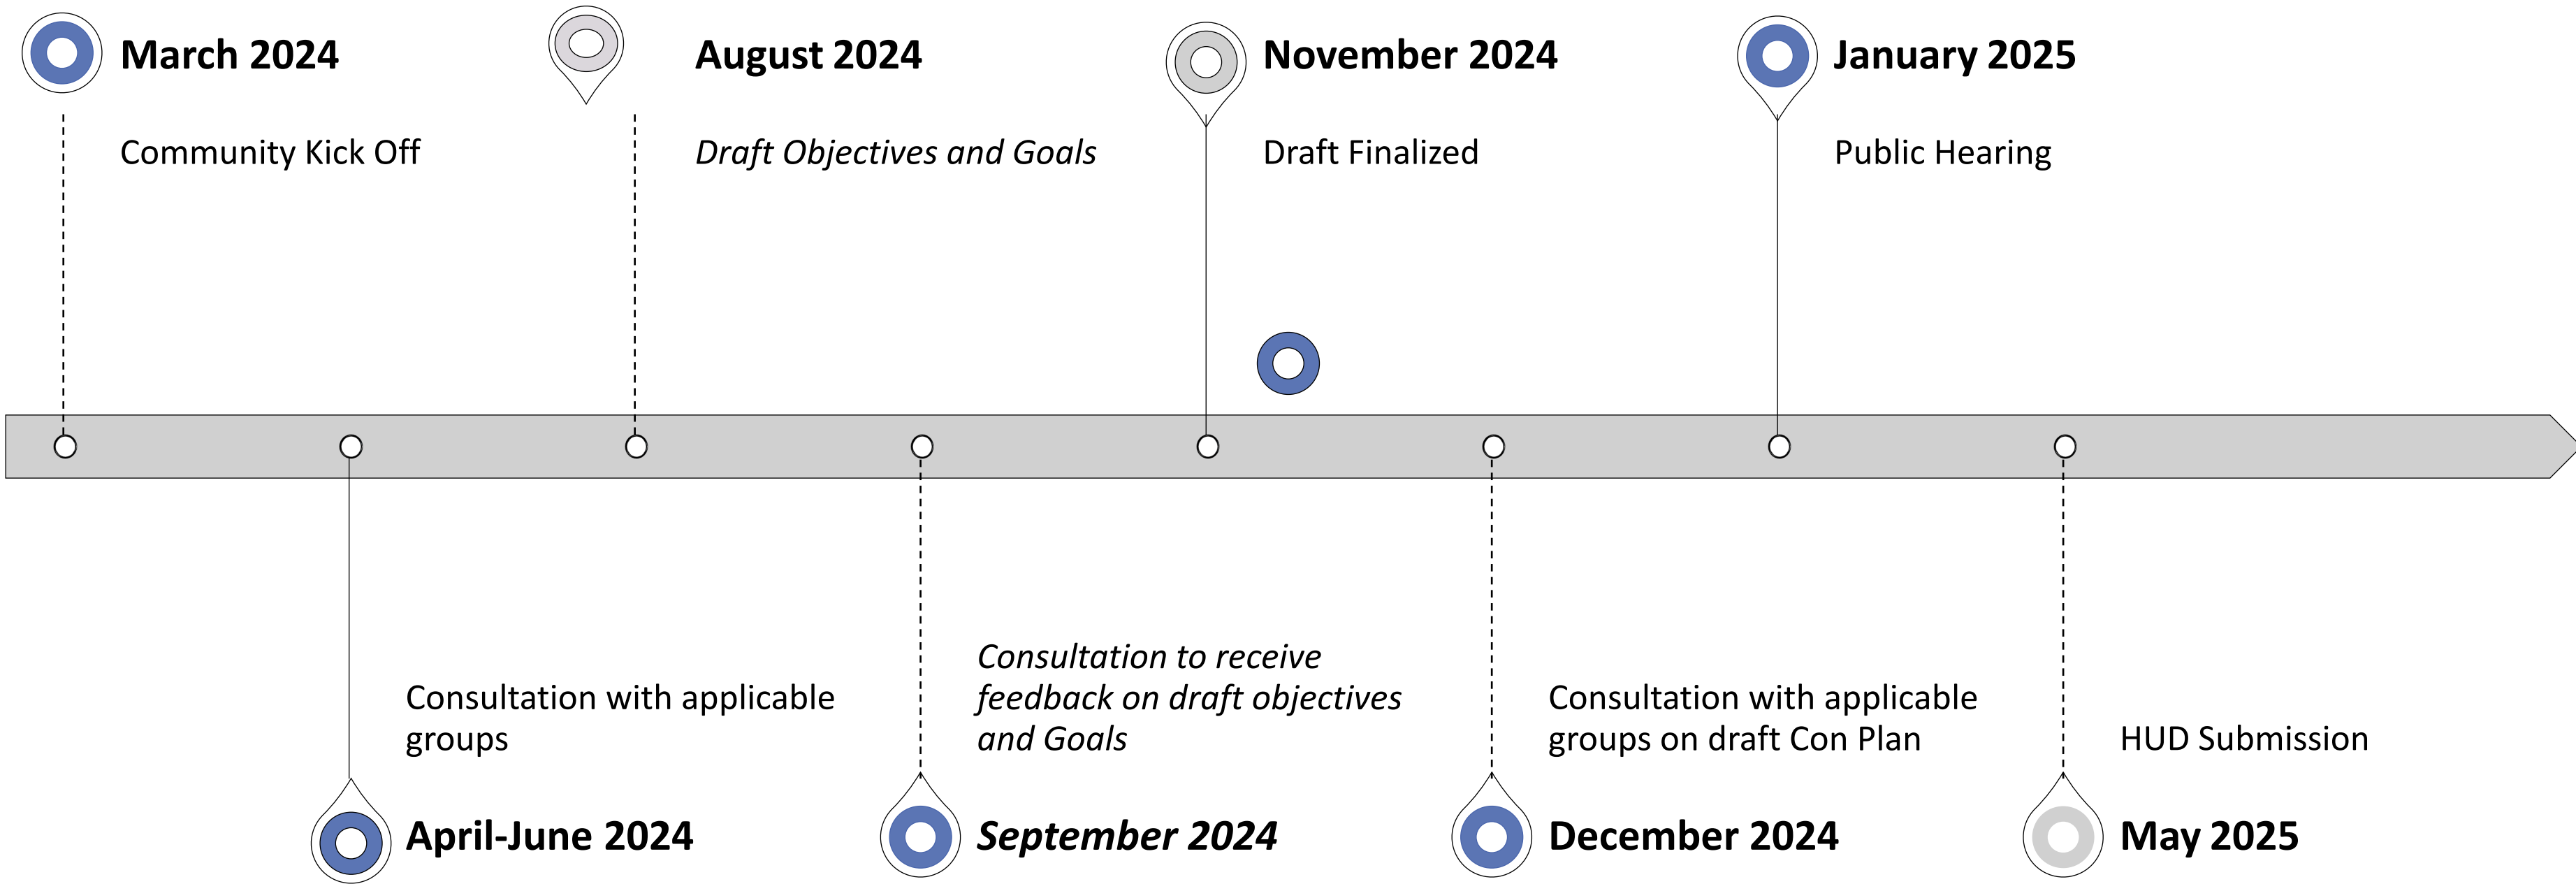 March 2024
Community Kick Off
August 2024
Draft Objectives and Goals
November 2024
Draft Finalized
January 2025
Public Hearing
Consultation with applicable
groups
April-June 2024
Consultation to receive
feedback on draft objectives
and Goals
September 2024
Consultation with applicable
groups on draft Con Plan
December 2024
HUD Submission
May 2025